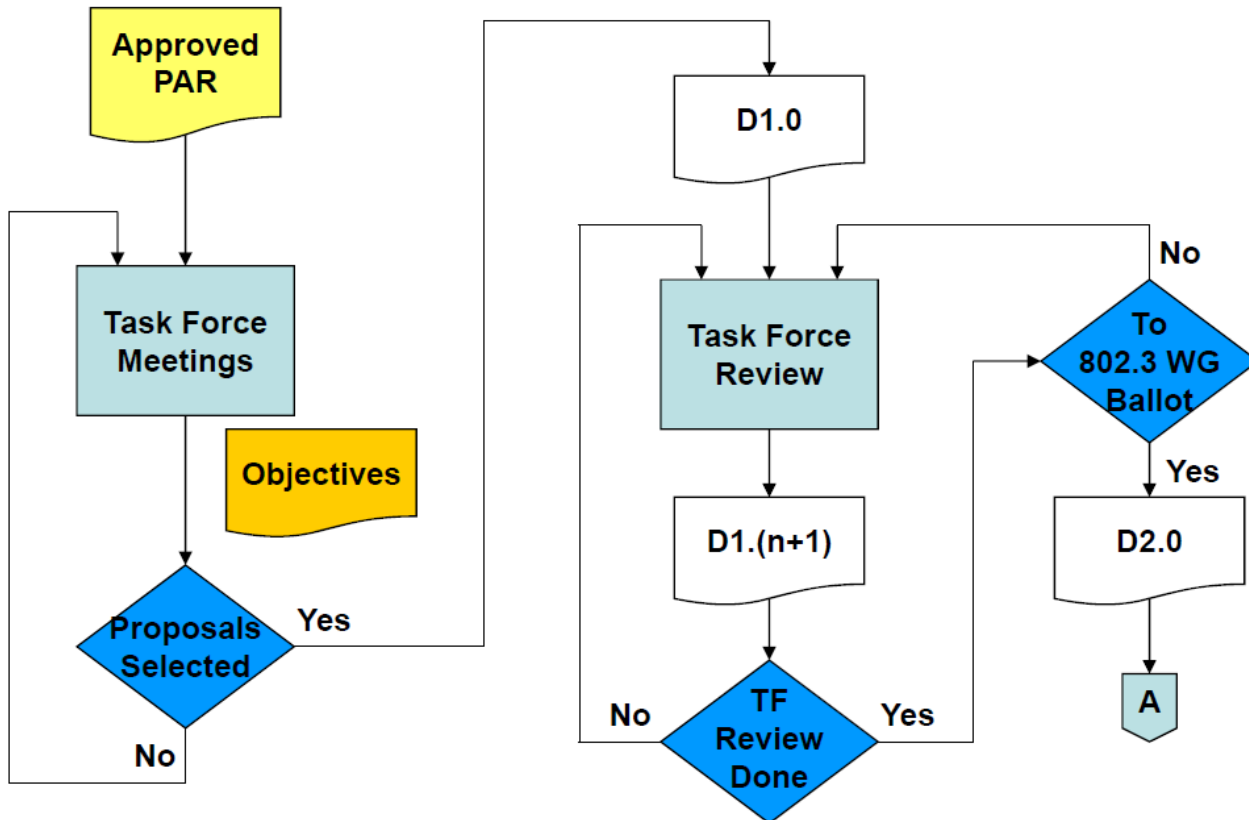 Approved
PAR
Task Force
Meetings
Objectives
Proposals
Selected
Yes
No
D1.0
Task Force
Review
D1.(n+1)
TF
Review
Done
No
Yes
No
To
802.3 WG
Ballot
Yes
D2.0
A